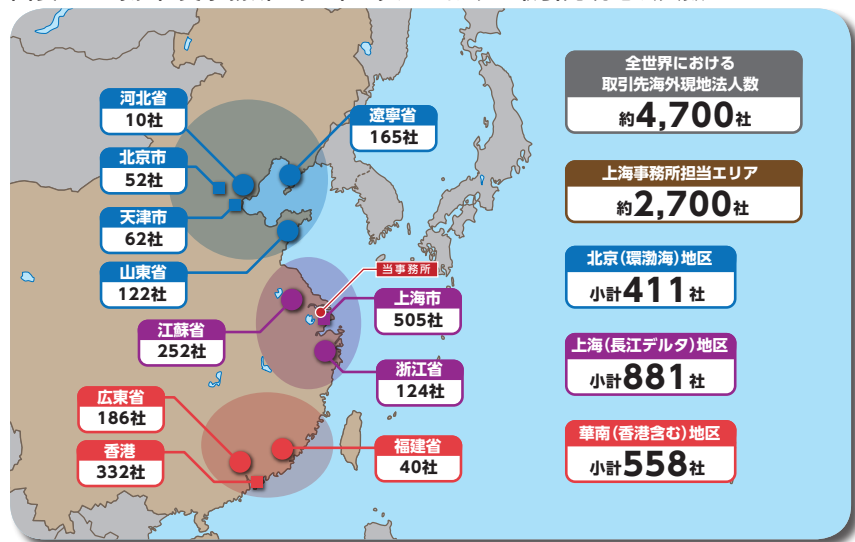 河北省
10社
北京市
52社
天津市
62社
山東省
122社
遼寧省
165社
当事務所
上海市
505社
江蘇省
252社
浙江省
124社
広東省
186社
香港
332社
福建省
40社
全世界における
取引先海外現地法人数
約4,700社
上海事務所担当エリア
約2,700社
北京(環渤海)地区
小計411社
上海(長江デルタ)地区
小計881社
華南(香港含む)地区
小計558社